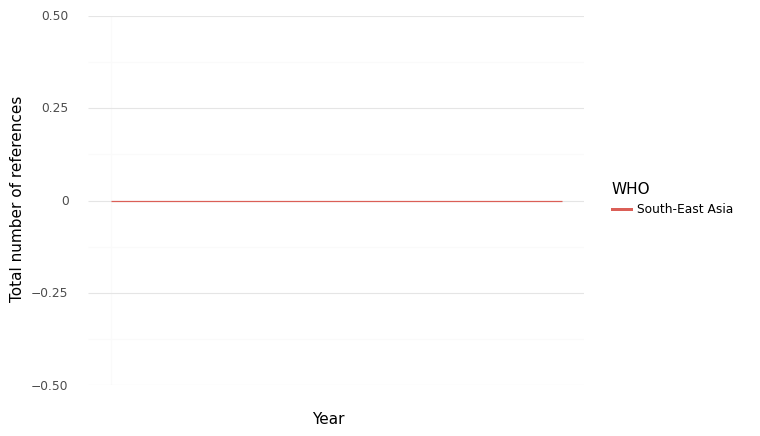 0.50
0.25
0
−0.25
−0.50
Total number of references
Year
WHO
South-East Asia